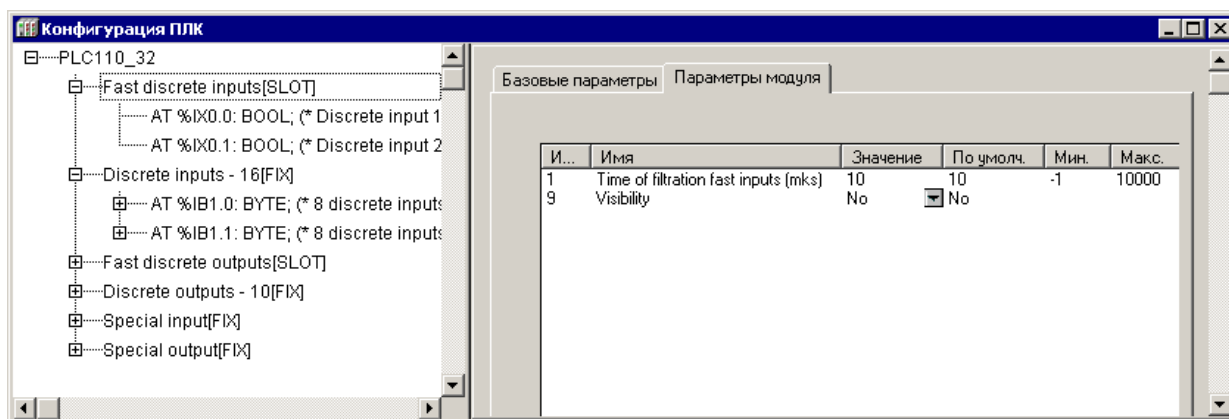 Конфигурация ПЛК
PLC110_32
Fast discrete inputs[SLOT]
AT %IX0.0: BOOL; (* Discrete input 1
AT %IX0.1: BOOL; (* Discrete input 2
Discrete inputs - 16[FIX]
AT %IB1.0: BYTE; (* 8 discrete inputs
AT %IB1.1: BYTE; (* 8 discrete inputs
Fast discrete outputs[SLOT]
Discrete outputs - 10[FIX]
Special input[FIX]
Special output[FIX]
Базовые параметры Параметры модуля
И... Имя Значение По умолч. Мин. Макс.
1 Time of filtration fast inputs (mks) 10 10 -1 10000
9 Visibility No No